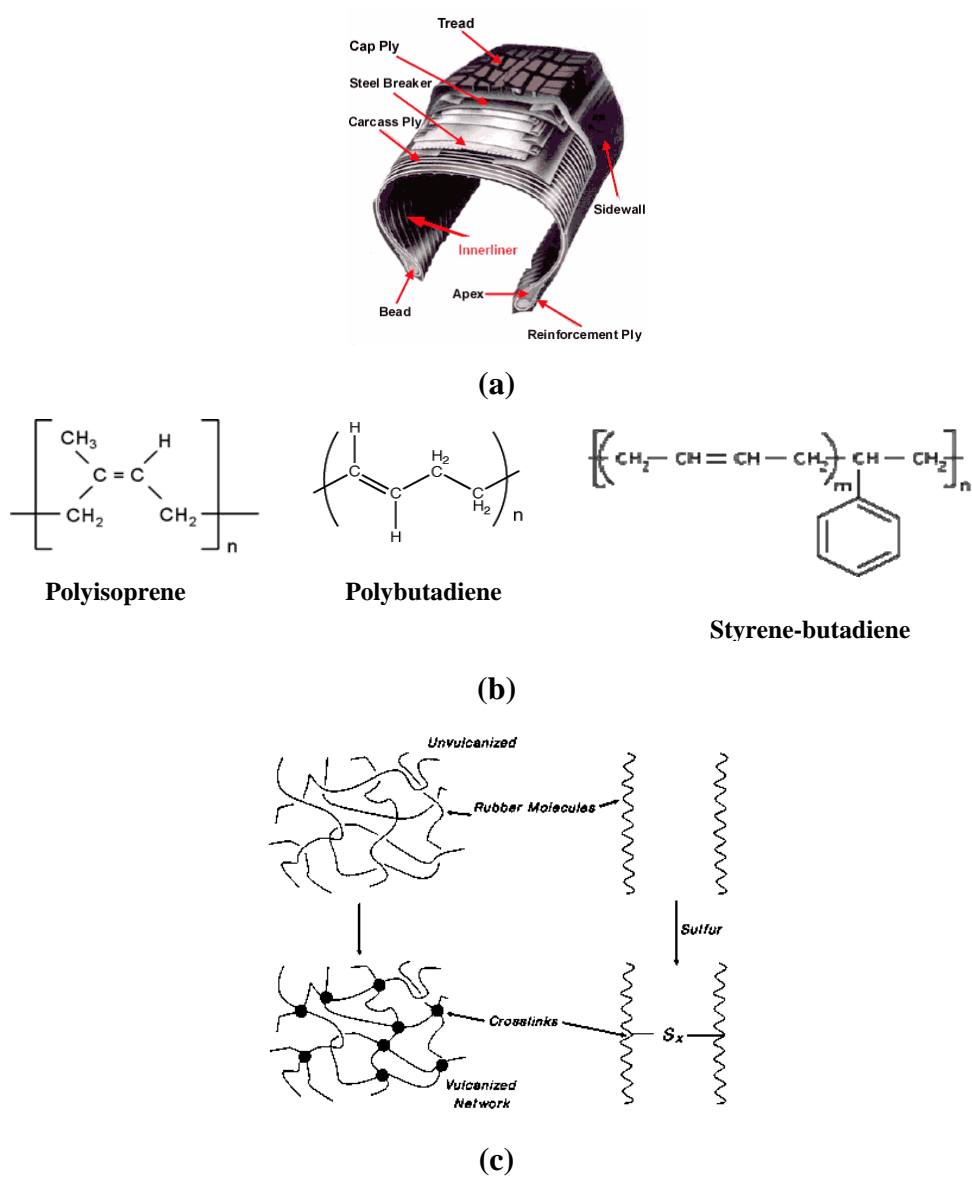 Tread
Cap Ply
Steel Breaker
Carcass Ply
Sidewall
Innerliner
Apex
Bead
Reinforcement Ply
(a)
CH3 H
C = C
CH2 CH2
n
H
C H2
C
C C
H2
H
n
CH2 — CH = CH — CH2 CH — CH2
m n
Polyisoprene
Polybutadiene
Styrene-butadiene
(b)
Unvulcanized
Rubber Molecules
Sulfur
Crosslinks
Sx
Vulcanized
Network
(c)